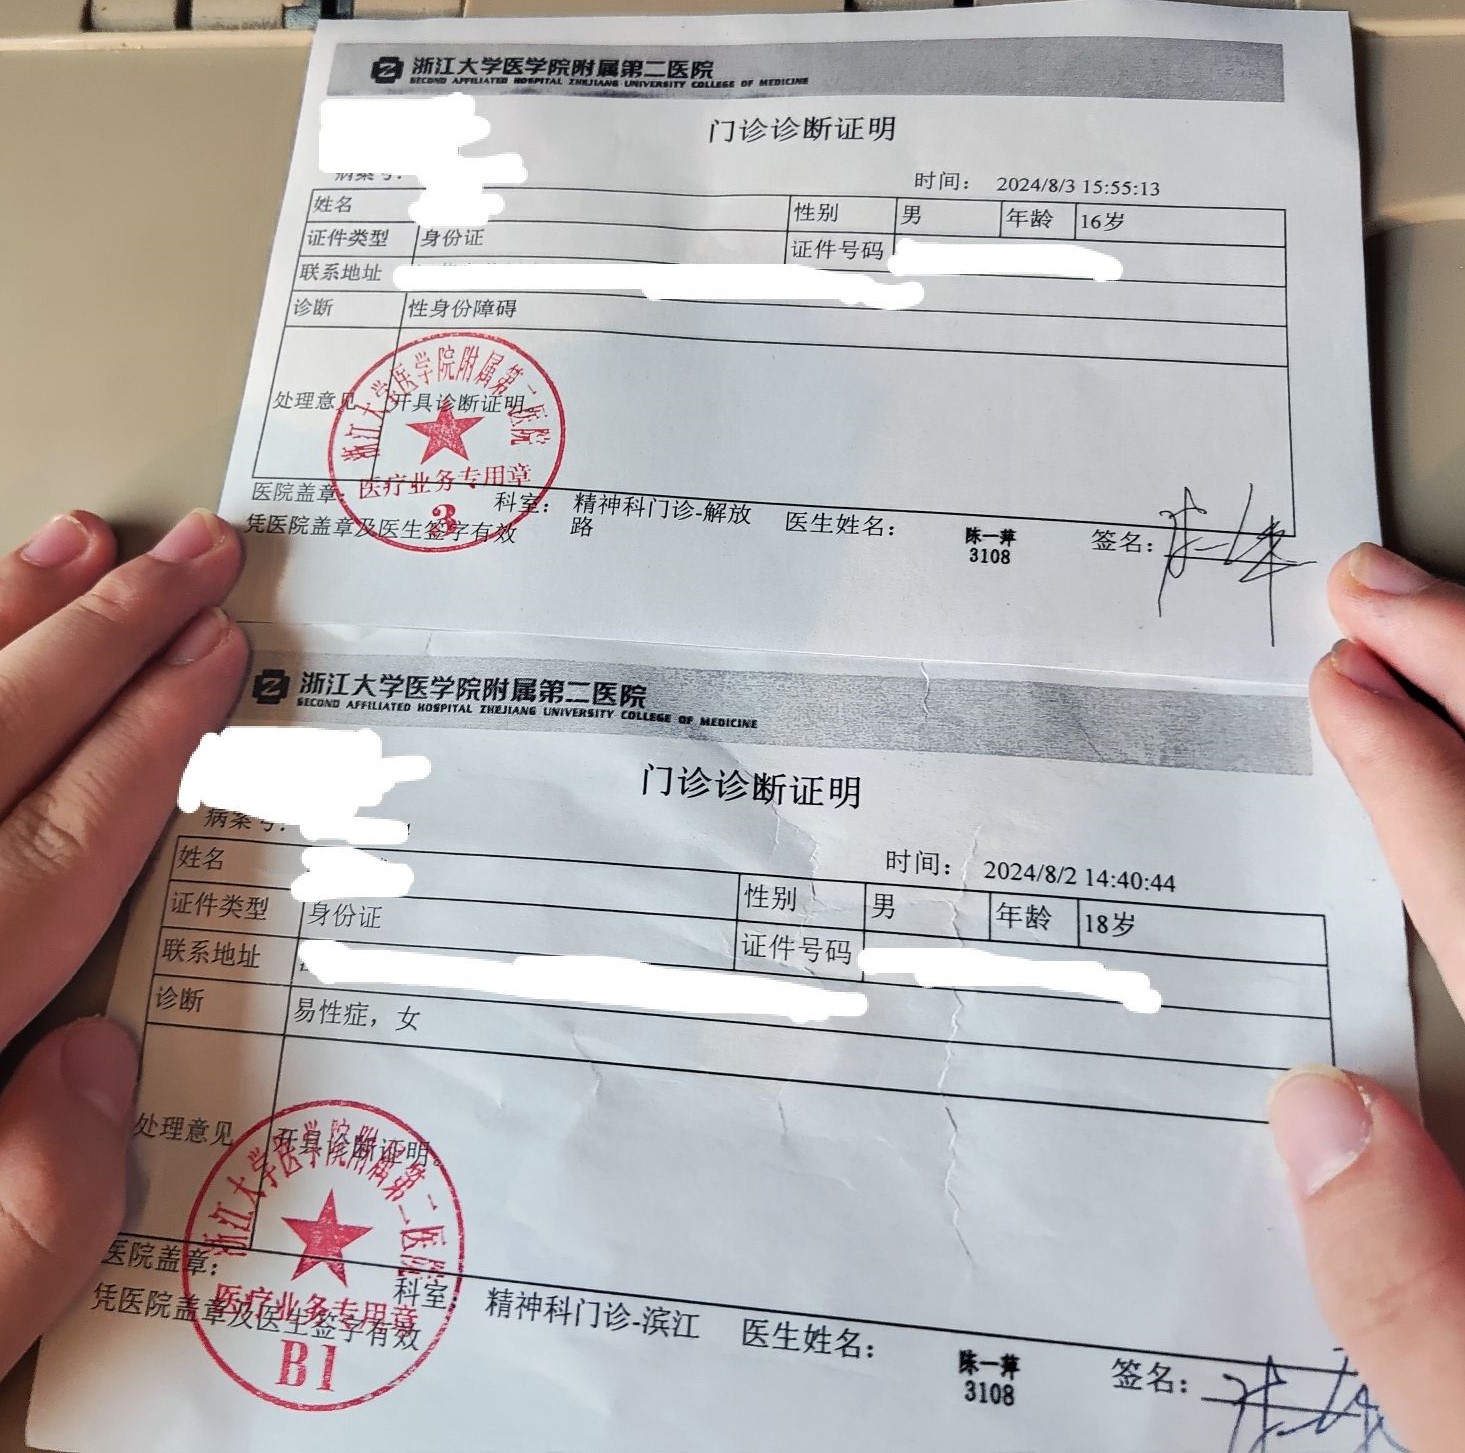 浙江大学医学院附属第二医院
SECOND AFFILIATED HOSPITAL ZHEJIANG UNIVERSITY COLLEGE OF MEDICINE
门诊诊断证明
病案号:
时间: 2024/8/3 15:55:13
姓名 性别 男 年龄 16岁
证件类型 身份证 证件号码
联系地址
诊断 性身份障碍
处理意见 开具诊断证明。
浙江大学医学院附属第二医院
医疗业务专用章
3
医院盖章: 科室: 精神科门诊-解放路 医生姓名: 陈一萍 3108 签名:
凭医院盖章及医生签字有效
浙江大学医学院附属第二医院
SECOND AFFILIATED HOSPITAL ZHEJIANG UNIVERSITY COLLEGE OF MEDICINE
门诊诊断证明
病案号:
时间: 2024/8/2 14:40:44
姓名 性别 男 年龄 18岁
证件类型 身份证 证件号码
联系地址
诊断 易性症，女
处理意见 开具诊断证明。
浙江大学医学院附属第二医院
医疗业务专用章
B1
医院盖章: 科室: 精神科门诊-滨江 医生姓名: 陈一萍 3108 签名:
凭医院盖章及医生签字有效